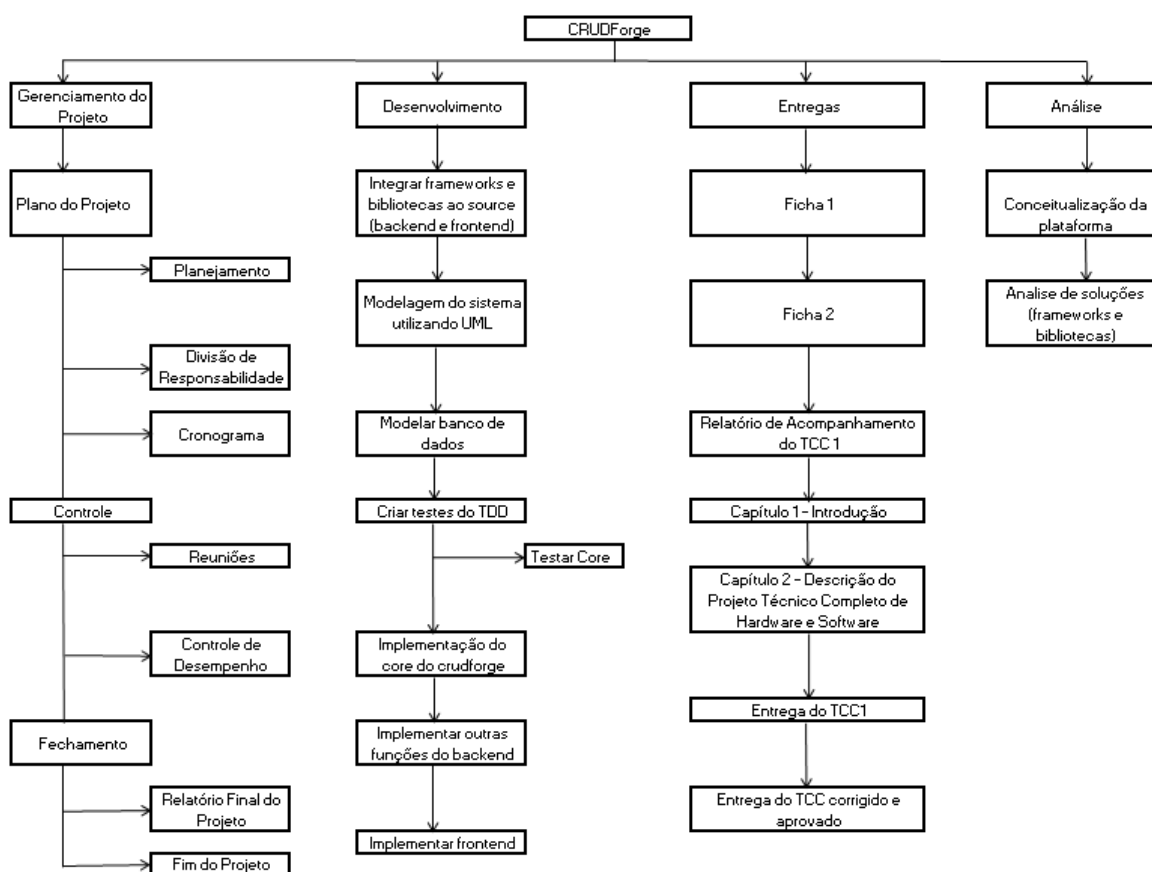 CRUDForge
Gerenciamento do
Projeto
Desenvolvimento
Entregas
Análise
Plano do Projeto
Integrar frameworks e
bibliotecas ao source
(backend e frontend)
Ficha 1
Conceitualização da
plataforma
Planejamento
Modelagem do sistema
utilizando UML
Ficha 2
Analise de soluções
(frameworks e
bibliotecas)
Divisão de
Responsabilidade
Cronograma
Modelar banco de
dados
Relatório de Acompanhamento
do TCC 1
Controle
Criar testes do TDD
Capítulo 1 - Introdução
Reuniões
Testar Core
Capítulo 2 - Descrição do
Projeto Técnico Completo de
Hardware e Software
Controle de
Desempenho
Implementação do
core do crudforge
Entrega do TCC1
Fechamento
Implementar outras
funções do backend
Relatório Final do
Projeto
Entrega do TCC corrigido e
aprovado
Implementar frontend
Fim do Projeto